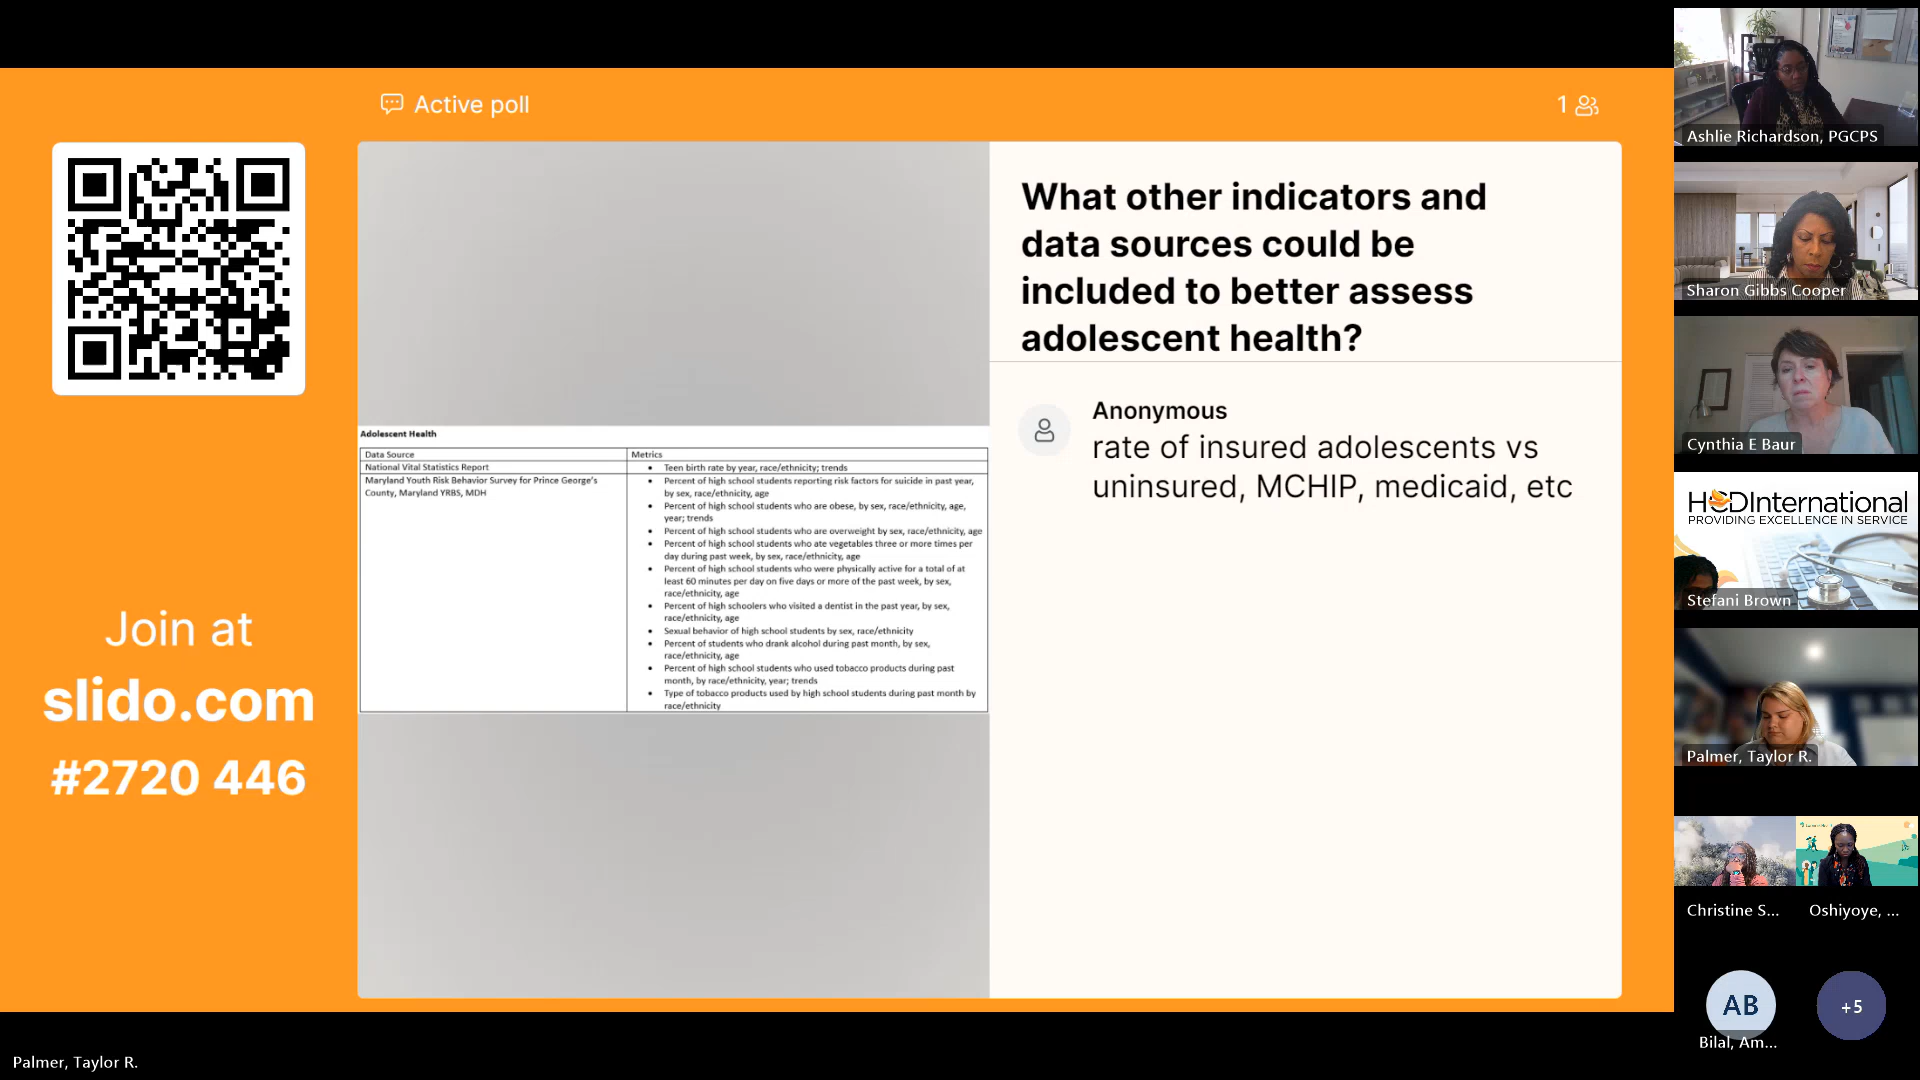 Active poll
1
Join at
slido.com
#2720 446
Adolescent Health
Data Source
Metrics
National Vital Statistics Report
Teen birth rate by year, race/ethnicity; trends
Maryland Youth Risk Behavior Survey for Prince George's
County, Maryland YRBS, MDH
Percent of high school students reporting risk factors for suicide in past year,
by sex, race/ethnicity, age
Percent of high school students who are obese, by sex, race/ethnicity, age,
year; trends
Percent of high school students who are overweight by sex, race/ethnicity, age
Percent of high school students who ate vegetables three or more times per
day during past week, by sex, race/ethnicity, age
Percent of high school students who were physically active for a total of at
least 60 minutes per day on five days or more of the past week, by sex,
race/ethnicity, age
Percent of high schoolers who visited a dentist in the past year, by sex,
race/ethnicity, age
Sexual behavior of high school students by sex, race/ethnicity
Percent of students who drank alcohol during past month, by sex,
race/ethnicity, age
Percent of high school students who used tobacco products during past
month, by race/ethnicity, year; trends
Type of tobacco products used by high school students during past month by
race/ethnicity
What other indicators and
data sources could be
included to better assess
adolescent health?
Anonymous
rate of insured adolescents vs
uninsured, MCHIP, medicaid, etc
Ashlie Richardson, PGCPS
Sharon Gibbs Cooper
Cynthia E Baur
HCDInternational
PROVIDING EXCELLENCE IN SERVICE
Stefani Brown
Palmer, Taylor R.
Christine S...
Oshiyoye, ...
AB
+5
Bilal, Am...
Palmer, Taylor R.